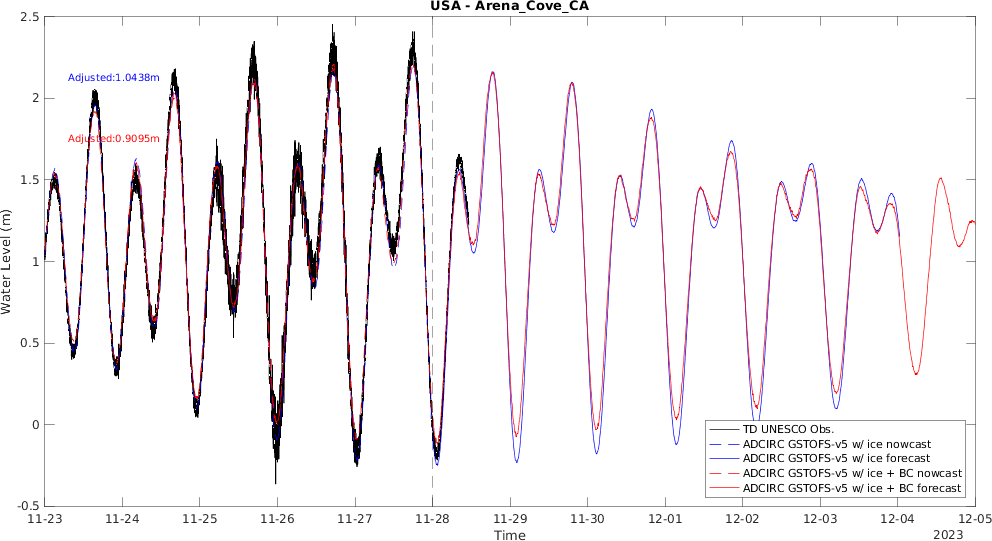 USA - Arena_Cove_CA
2.5
2
1.5
1
0.5
0
-0.5
Water Level (m)
Adjusted:1.0438m
Adjusted:0.9095m
TD UNESCO Obs.
ADCIRC GSTOFS-v5 w/ ice nowcast
ADCIRC GSTOFS-v5 w/ ice forecast
ADCIRC GSTOFS-v5 w/ ice + BC nowcast
ADCIRC GSTOFS-v5 w/ ice + BC forecast
11-23 11-24 11-25 11-26 11-27 11-28 11-29 11-30 12-01 12-02 12-03 12-04 12-05
Time
2023